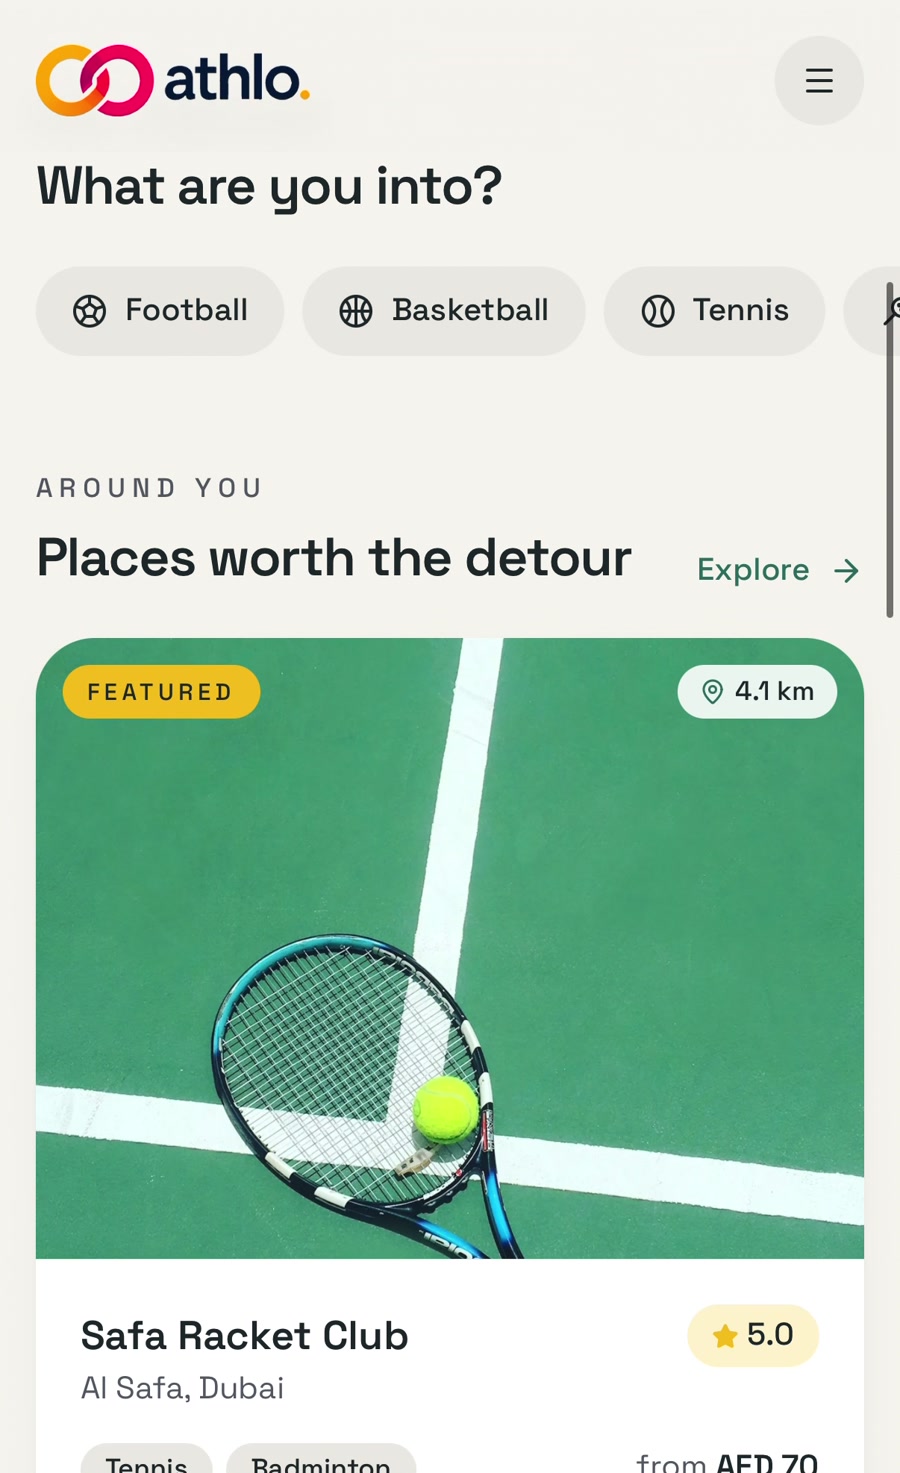 athlo.
What are you into?
Football
Basketball
Tennis
AROUND YOU
Places worth the detour
Explore
FEATURED
4.1 km
Safa Racket Club
5.0
Al Safa, Dubai
Tennis
Badminton
from AED 70